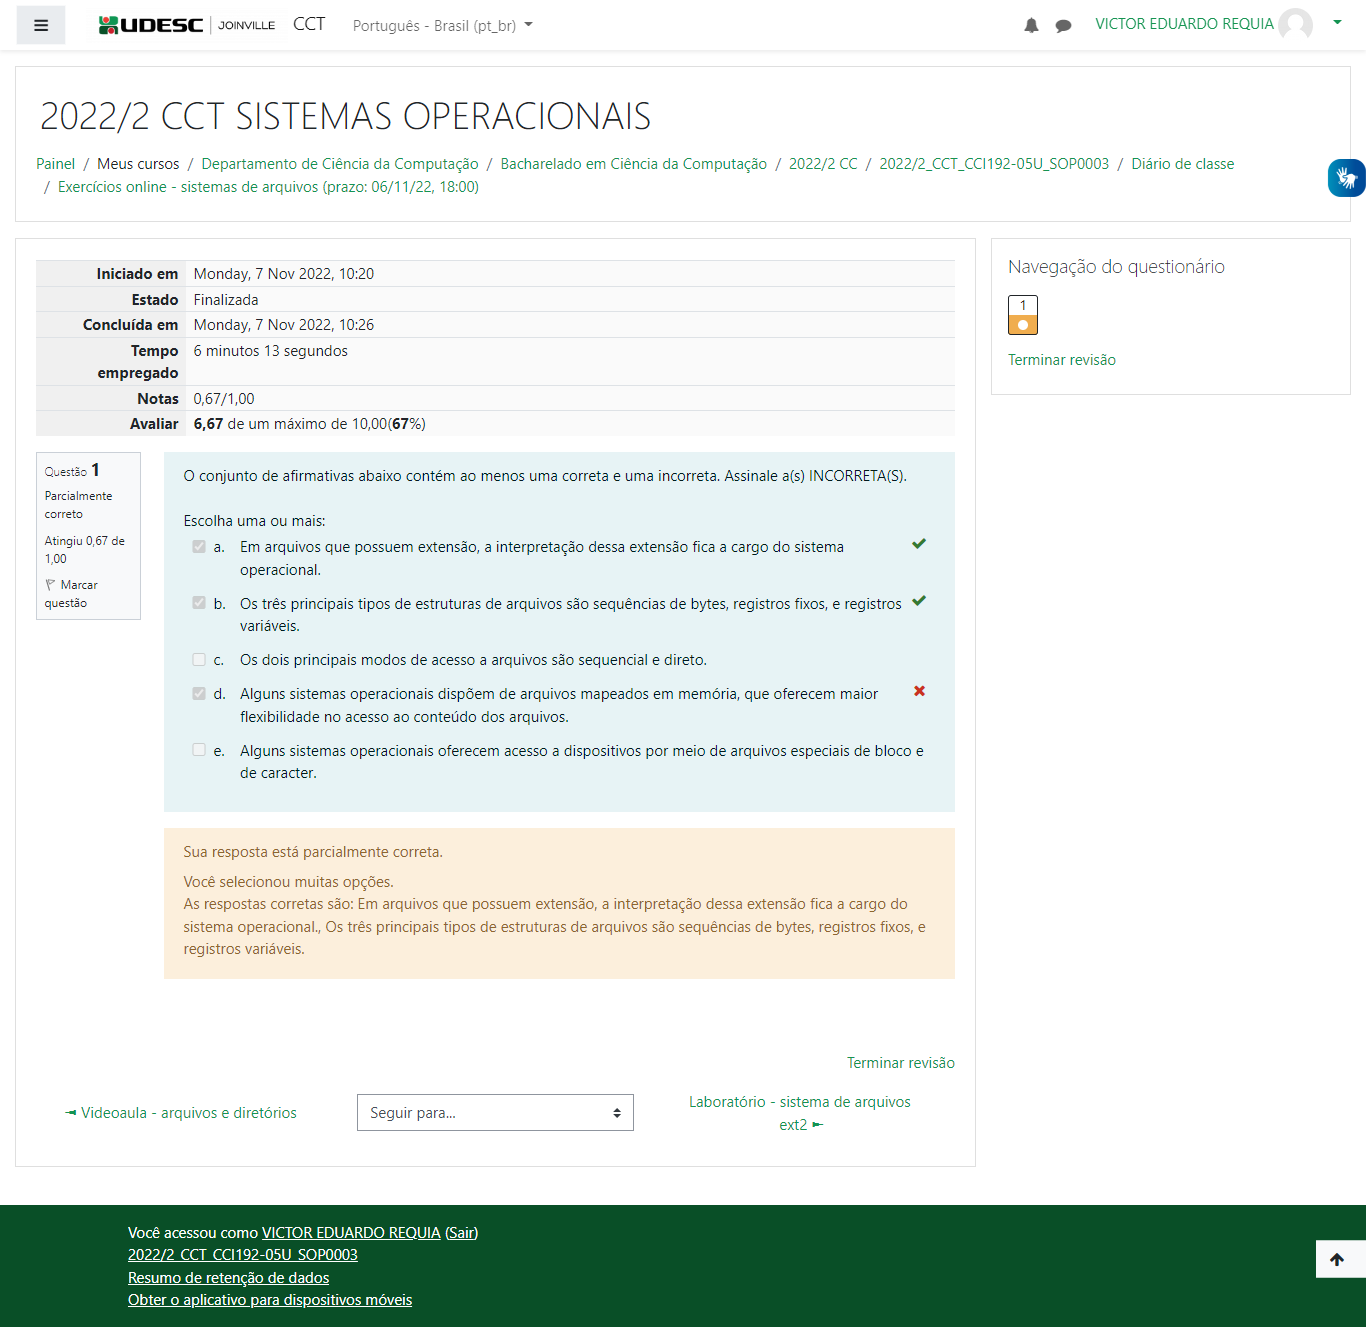 UDESC JOINVILLE CCT Português - Brasil (pt_br) VICTOR EDUARDO REQUIA
2022/2 CCT SISTEMAS OPERACIONAIS
Painel / Meus cursos / Departamento de Ciência da Computação / Bacharelado em Ciência da Computação / 2022/2 CC / 2022/2_CCT_CCI192-05U_SOP0003 / Diário de classe
/ Exercícios online - sistemas de arquivos (prazo: 06/11/22, 18:00)
Iniciado em Monday, 7 Nov 2022, 10:20
Estado Finalizada
Concluída em Monday, 7 Nov 2022, 10:26
Tempo 6 minutos 13 segundos
empregado
Notas 0,67/1,00
Avaliar 6,67 de um máximo de 10,00(67%)
Navegação do questionário
1
Terminar revisão
Questão 1
Parcialmente
correto
Atingiu 0,67 de
1,00
Marcar
questão
O conjunto de afirmativas abaixo contém ao menos uma correta e uma incorreta. Assinale a(s) INCORRETA(S).
Escolha uma ou mais:
a. Em arquivos que possuem extensão, a interpretação dessa extensão fica a cargo do sistema
operacional.
b. Os três principais tipos de estruturas de arquivos são sequências de bytes, registros fixos, e registros
variáveis.
c. Os dois principais modos de acesso a arquivos são sequencial e direto.
d. Alguns sistemas operacionais dispõem de arquivos mapeados em memória, que oferecem maior
flexibilidade no acesso ao conteúdo dos arquivos.
e. Alguns sistemas operacionais oferecem acesso a dispositivos por meio de arquivos especiais de bloco e
de caracter.
Sua resposta está parcialmente correta.
Você selecionou muitas opções.
As respostas corretas são: Em arquivos que possuem extensão, a interpretação dessa extensão fica a cargo do
sistema operacional., Os três principais tipos de estruturas de arquivos são sequências de bytes, registros fixos, e
registros variáveis.
Terminar revisão
◄ Videoaula - arquivos e diretórios
Seguir para...
Laboratório - sistema de arquivos
ext2 ►
Você acessou como VICTOR EDUARDO REQUIA (Sair)
2022/2_CCT_CCI192-05U_SOP0003
Resumo de retenção de dados
Obter o aplicativo para dispositivos móveis